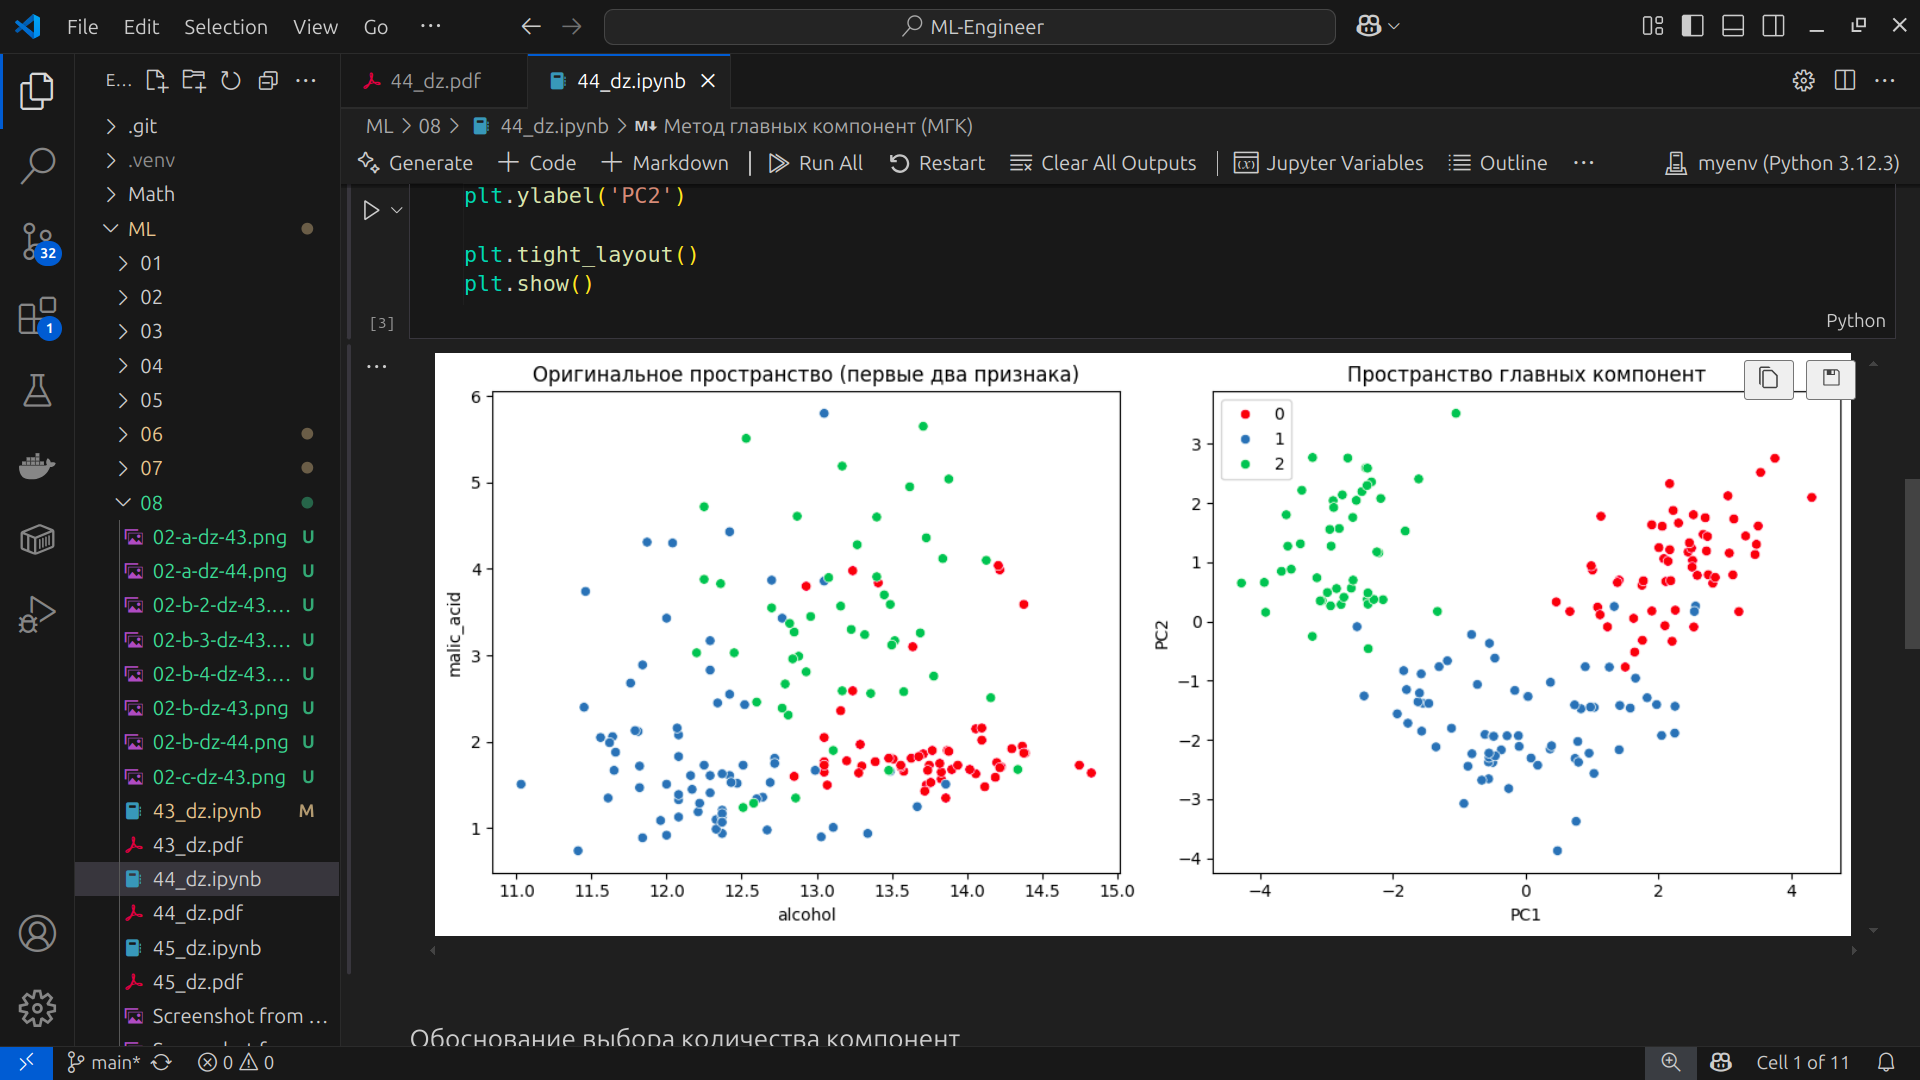 File Edit Selection View Go ···
ML-Engineer
E... ···
44_dz.pdf
44_dz.ipynb
ML > 08 > 44_dz.ipynb > M↓ Метод главных компонент (МГК)
Generate + Code + Markdown | Run All Restart Clear All Outputs | Jupyter Variables Outline ··· myenv (Python 3.12.3)
.git
.venv
Math
ML
01
02
03
04
05
06
07
08
02-a-dz-43.png U
02-a-dz-44.png U
02-b-2-dz-43.... U
02-b-3-dz-43.... U
02-b-4-dz-43.... U
02-b-dz-43.png U
02-b-dz-44.png U
02-c-dz-43.png U
43_dz.ipynb M
43_dz.pdf
44_dz.ipynb
44_dz.pdf
45_dz.ipynb
45_dz.pdf
Screenshot from ...
32
1
plt.ylabel('PC2')
plt.tight_layout()
plt.show()
[3]
Python
Оригинальное пространство (первые два признака)
6
5
4
3
2
1
malic_acid
11.0 11.5 12.0 12.5 13.0 13.5 14.0 14.5 15.0
alcohol
Пространство главных компонент
0
1
2
3
2
1
0
−1
−2
−3
−4
PC2
−4 −2 0 2 4
PC1
Обоснование выбора количества компонент
main* 0 0
Cell 1 of 11